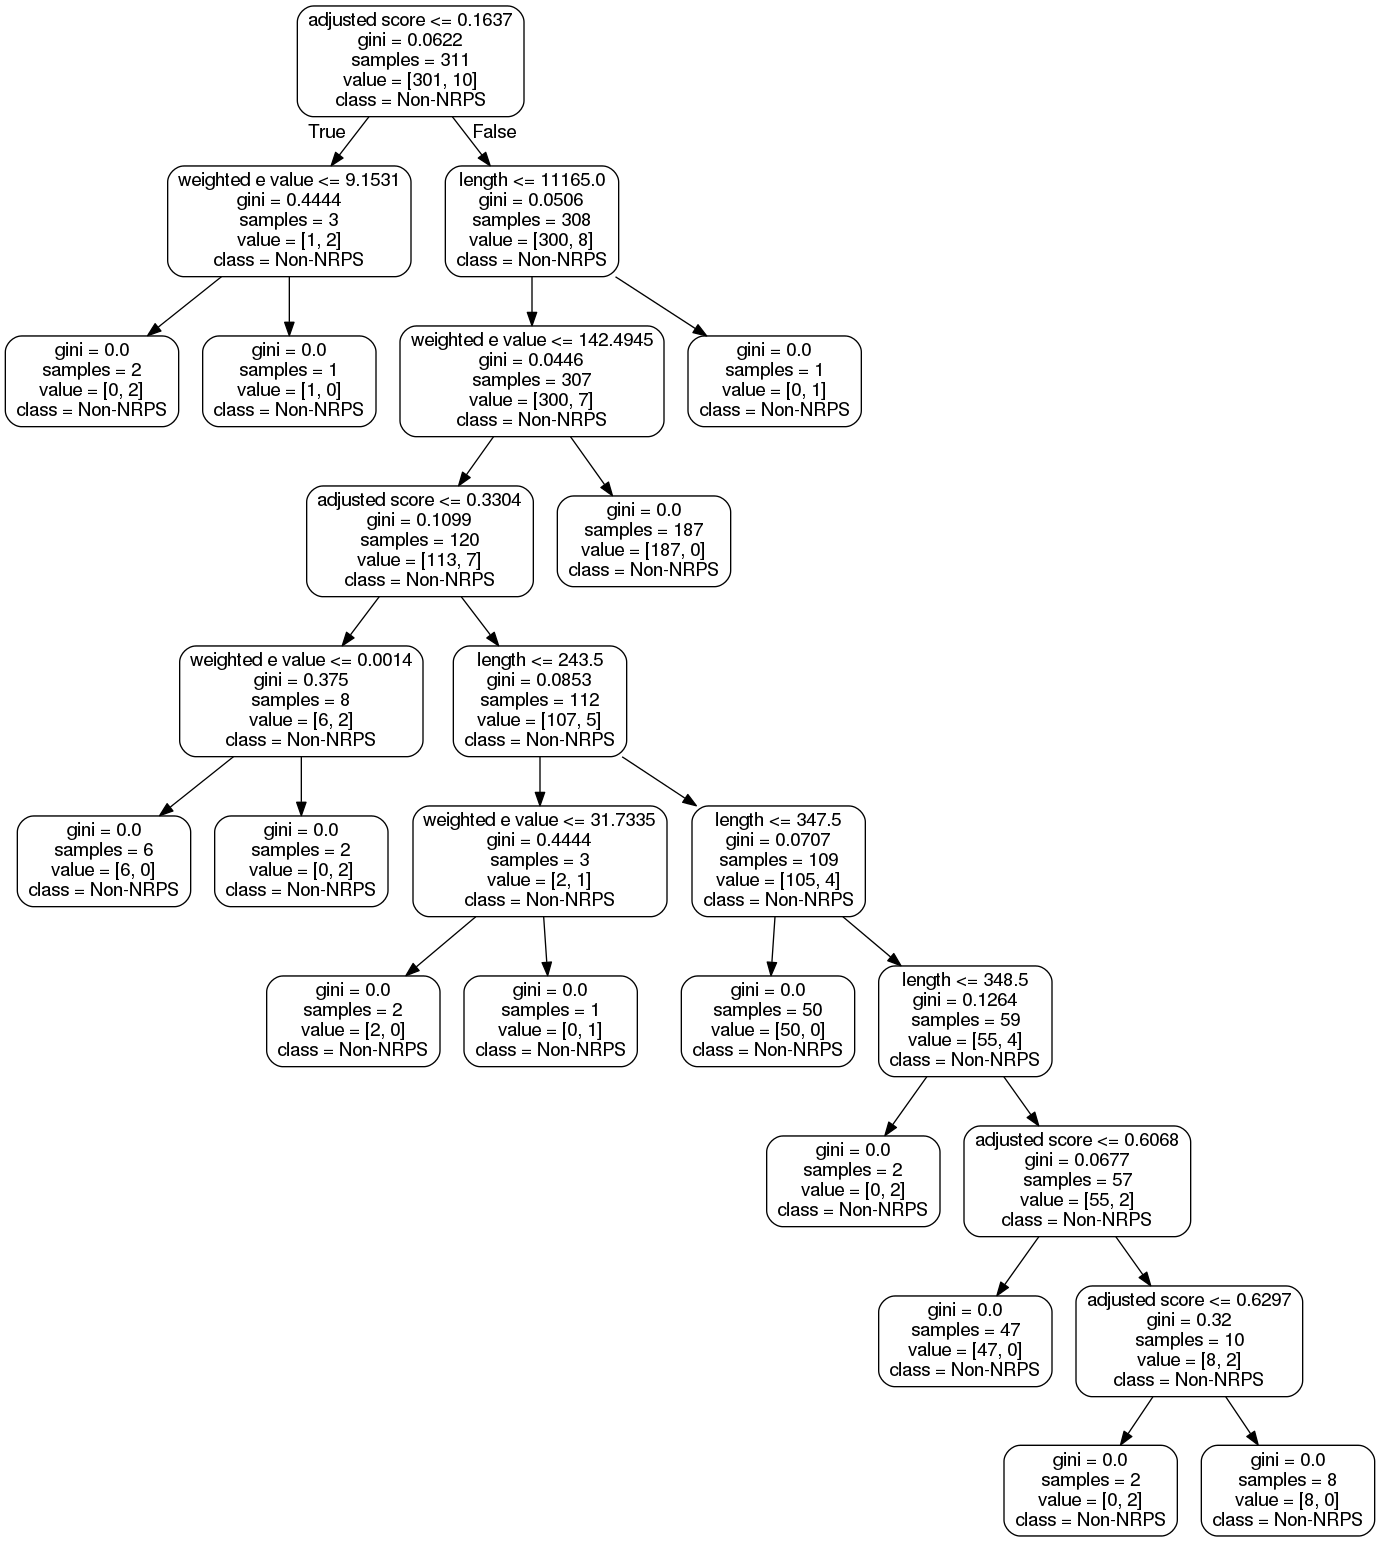 adjusted score <= 0.1637
gini = 0.0622
samples = 311
value = [301, 10]
class = Non-NRPS
True
False
weighted e value <= 9.1531
gini = 0.4444
samples = 3
value = [1, 2]
class = Non-NRPS
length <= 11165.0
gini = 0.0506
samples = 308
value = [300, 8]
class = Non-NRPS
gini = 0.0
samples = 2
value = [0, 2]
class = Non-NRPS
gini = 0.0
samples = 1
value = [1, 0]
class = Non-NRPS
weighted e value <= 142.4945
gini = 0.0446
samples = 307
value = [300, 7]
class = Non-NRPS
gini = 0.0
samples = 1
value = [0, 1]
class = Non-NRPS
adjusted score <= 0.3304
gini = 0.1099
samples = 120
value = [113, 7]
class = Non-NRPS
gini = 0.0
samples = 187
value = [187, 0]
class = Non-NRPS
weighted e value <= 0.0014
gini = 0.375
samples = 8
value = [6, 2]
class = Non-NRPS
length <= 243.5
gini = 0.0853
samples = 112
value = [107, 5]
class = Non-NRPS
gini = 0.0
samples = 6
value = [6, 0]
class = Non-NRPS
gini = 0.0
samples = 2
value = [0, 2]
class = Non-NRPS
weighted e value <= 31.7335
gini = 0.4444
samples = 3
value = [2, 1]
class = Non-NRPS
length <= 347.5
gini = 0.0707
samples = 109
value = [105, 4]
class = Non-NRPS
gini = 0.0
samples = 2
value = [2, 0]
class = Non-NRPS
gini = 0.0
samples = 1
value = [0, 1]
class = Non-NRPS
gini = 0.0
samples = 50
value = [50, 0]
class = Non-NRPS
length <= 348.5
gini = 0.1264
samples = 59
value = [55, 4]
class = Non-NRPS
gini = 0.0
samples = 2
value = [0, 2]
class = Non-NRPS
adjusted score <= 0.6068
gini = 0.0677
samples = 57
value = [55, 2]
class = Non-NRPS
gini = 0.0
samples = 47
value = [47, 0]
class = Non-NRPS
adjusted score <= 0.6297
gini = 0.32
samples = 10
value = [8, 2]
class = Non-NRPS
gini = 0.0
samples = 2
value = [0, 2]
class = Non-NRPS
gini = 0.0
samples = 8
value = [8, 0]
class = Non-NRPS